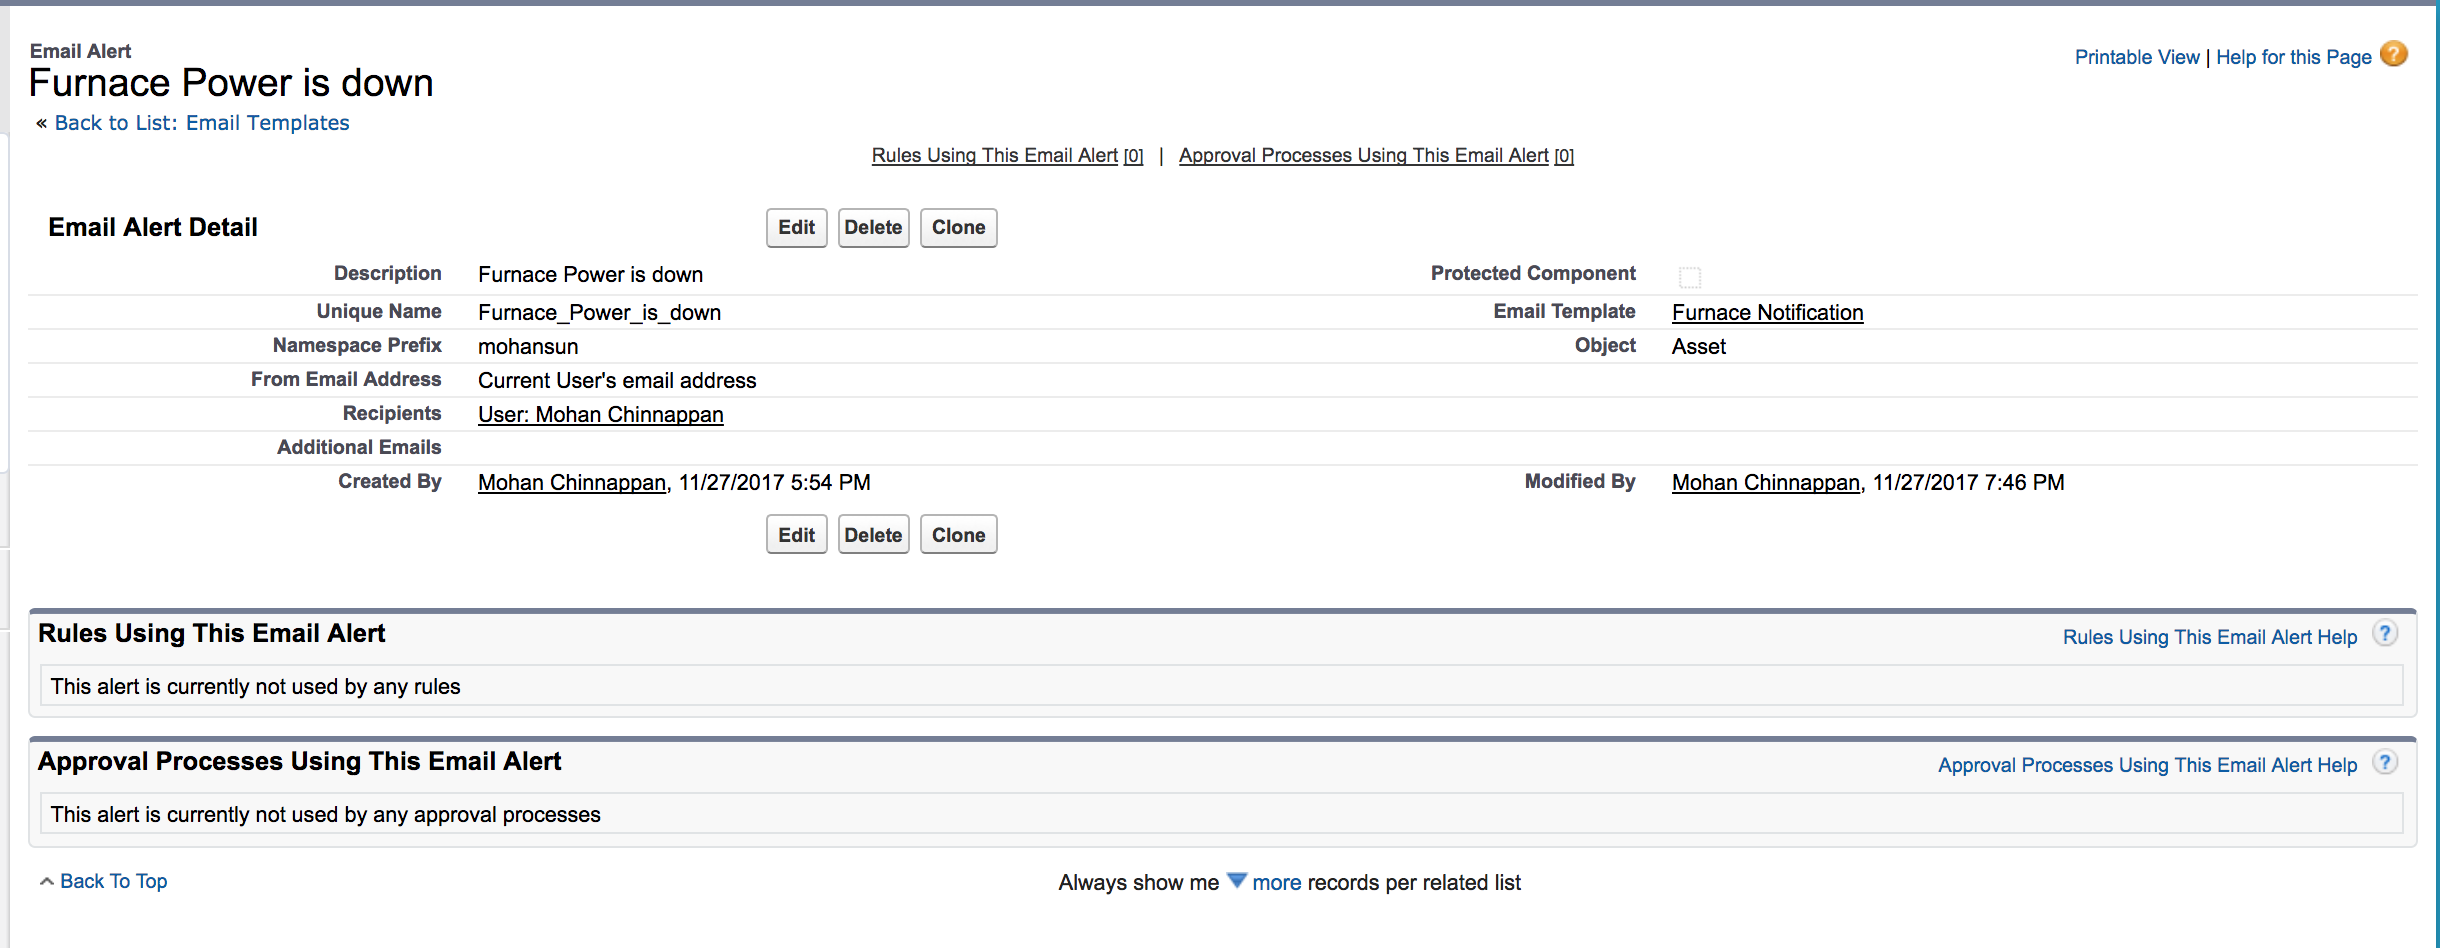 Email Alert
Furnace Power is down
Printable View | Help for this Page ?
« Back to List: Email Templates
Rules Using This Email Alert [0] | Approval Processes Using This Email Alert [0]
Email Alert Detail Edit Delete Clone
Description Furnace Power is down Protected Component
Unique Name Furnace_Power_is_down Email Template Furnace Notification
Namespace Prefix mohansun Object Asset
From Email Address Current User's email address
Recipients User: Mohan Chinnappan
Additional Emails
Created By Mohan Chinnappan, 11/27/2017 5:54 PM Modified By Mohan Chinnappan, 11/27/2017 7:46 PM
Edit Delete Clone
Rules Using This Email Alert Rules Using This Email Alert Help ?
This alert is currently not used by any rules
Approval Processes Using This Email Alert Approval Processes Using This Email Alert Help ?
This alert is currently not used by any approval processes
Back To Top Always show me more records per related list